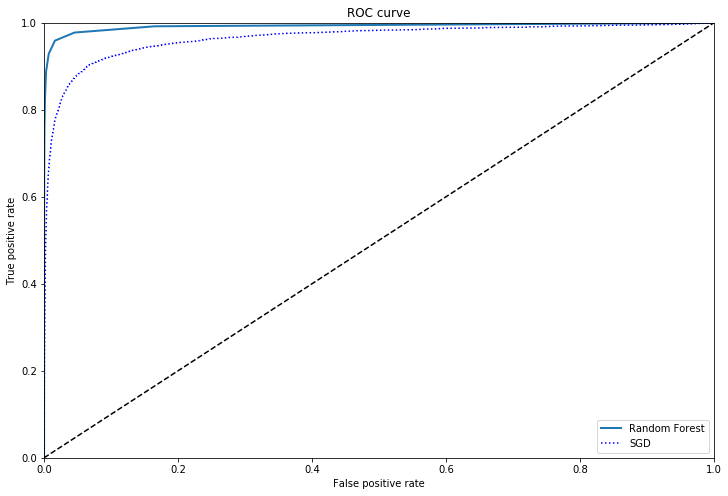 ROC curve
1.0
0.8
0.6
0.4
0.2
0.0
True positive rate
Random Forest
SGD
0.0 0.2 0.4 0.6 0.8 1.0
False positive rate